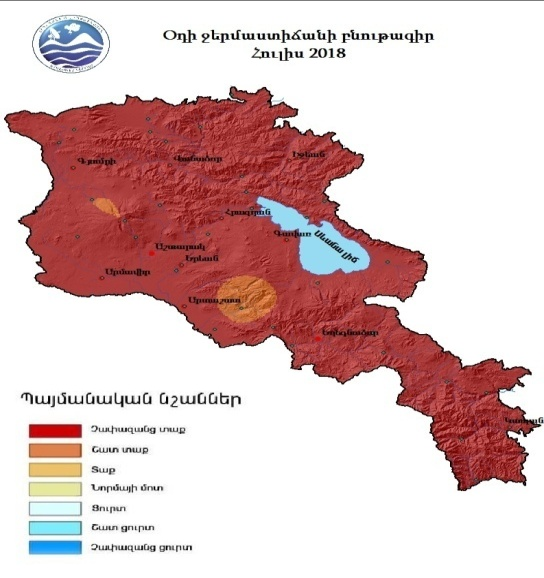 Օդի ջերմաստիճանի բնութագիր
Հուլիս 2018
Գյումրի
Վանաձոր
Իջևան
Հրազդան
Գավառ
Սևանա լիճ
Աշտարակ
Երևան
Արմավիր
Արտաշատ
Եղեգնաձոր
Կապան
Պայմանական նշաններ
Չափազանց տաք
Շատ տաք
Տաք
Նորմայի մոտ
Ցուրտ
Շատ ցուրտ
Չափազանց ցուրտ